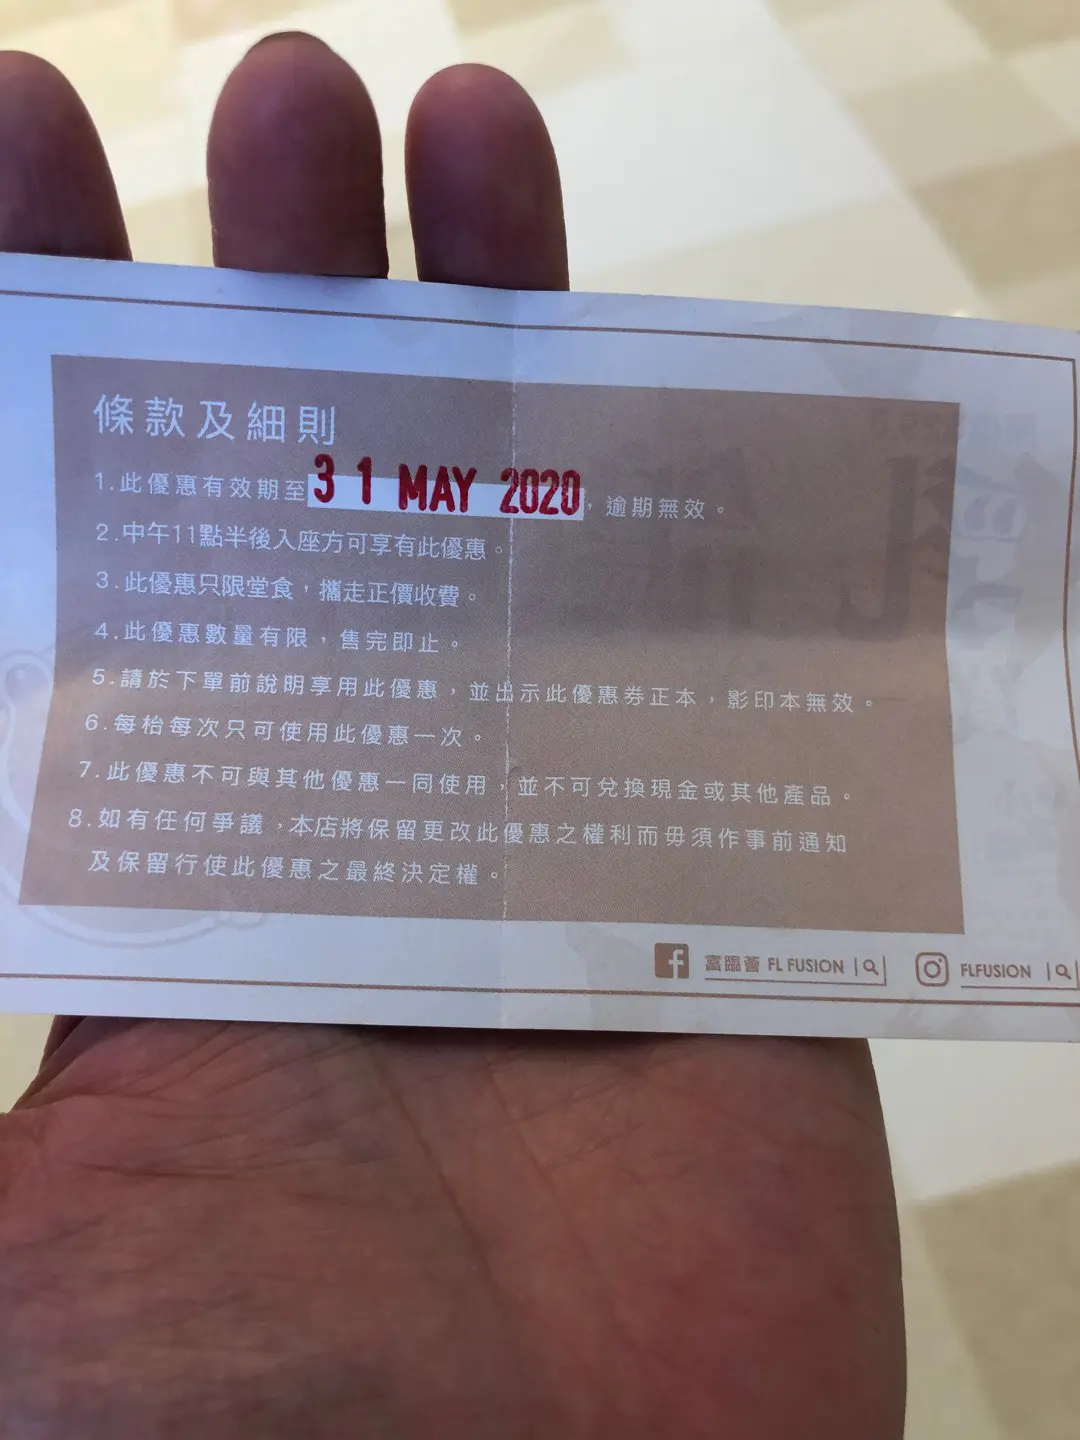 條款及細則
1.此優惠有效期至31 MAY 2020，逾期無效。
2.中午11點半後入座方可享有此優惠。
3.此優惠只限堂食，攜走正價收費。
4.此優惠數量有限，售完即止。
5.請於下單前說明享用此優惠，並出示此優惠券正本，影印本無效。
6.每枱每次只可使用此優惠一次。
7.此優惠不可與其他優惠一同使用，並不可兌換現金或其他產品。
8.如有任何爭議，本店將保留更改此優惠之權利而毋須作事前通知
及保留行使此優惠之最終決定權。
富臨薈 FL FUSION
FLFUSION